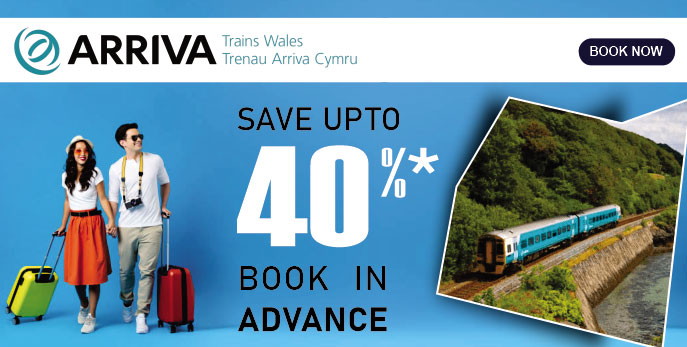 ARRIVA
Trains Wales
Trenau Arriva Cymru
BOOK NOW
SAVE UPTO
40%*
BOOK IN
ADVANCE